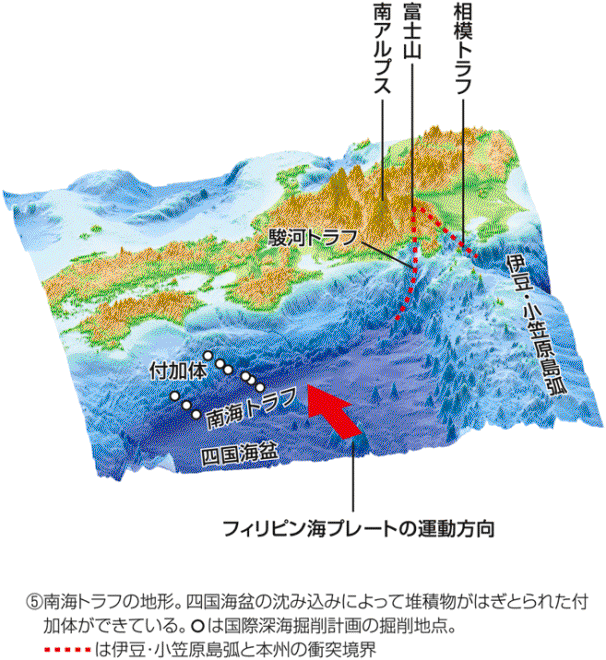 相模トラフ
富士山
南アルプス
駿河トラフ
伊豆・小笠原島弧
付加体
南海トラフ
四国海盆
フィリピン海プレートの運動方向
⑤南海トラフの地形。四国海盆の沈み込みによって堆積物がはぎとられた付
加体ができている。○は国際深海掘削計画の掘削地点。
は伊豆・小笠原島弧と本州の衝突境界